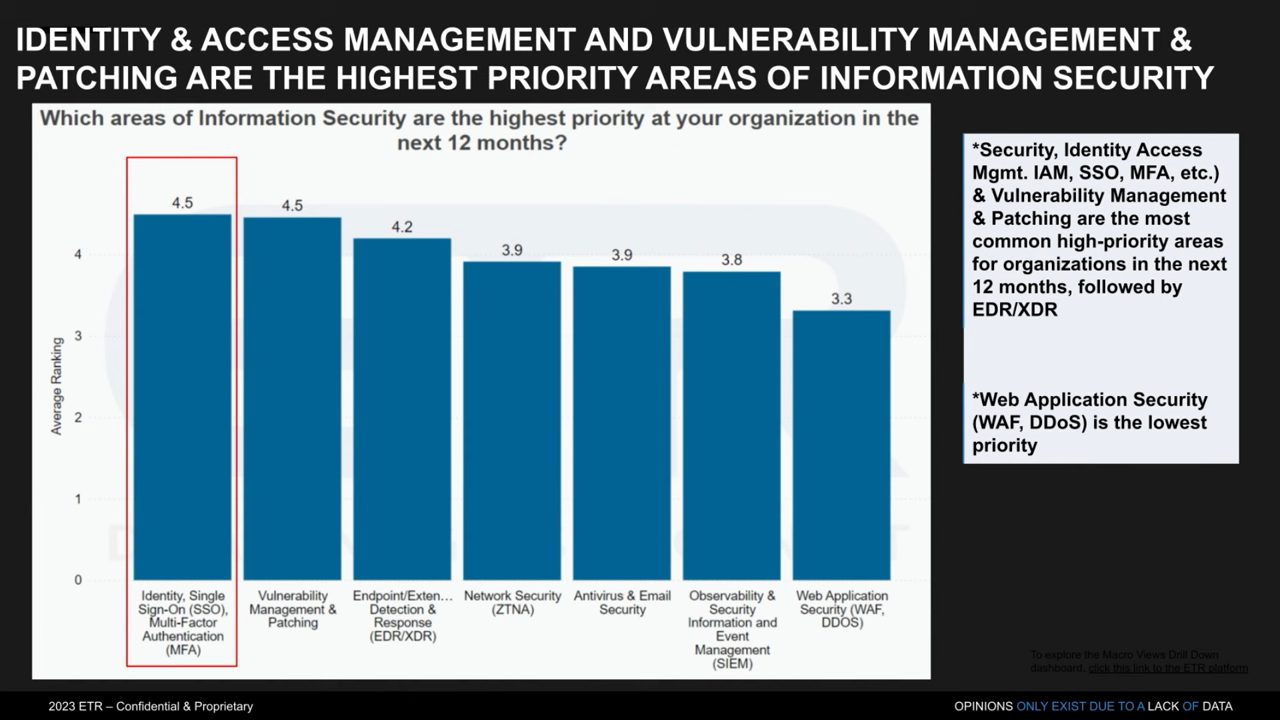 IDENTITY & ACCESS MANAGEMENT AND VULNERABILITY MANAGEMENT &
PATCHING ARE THE HIGHEST PRIORITY AREAS OF INFORMATION SECURITY
Which areas of Information Security are the highest priority at your organization in the
next 12 months?
4.5
4.5
4.2
3.9
3.9
3.8
3.3
4
3
2
1
0
Average Ranking
Identity, Single
Sign-On (SSO),
Multi-Factor
Authentication
(MFA)
Vulnerability
Management &
Patching
Endpoint/Exten...
Detection &
Response
(EDR/XDR)
Network Security
(ZTNA)
Antivirus & Email
Security
Observability &
Security
Information and
Event
Management
(SIEM)
Web Application
Security (WAF,
DDOS)
*Security, Identity Access
Mgmt. IAM, SSO, MFA, etc.)
& Vulnerability Management
& Patching are the most
common high-priority areas
for organizations in the next
12 months, followed by
EDR/XDR
*Web Application Security
(WAF, DDoS) is the lowest
priority
To explore the Macro Views Drill Down
dashboard, click this link to the ETR platform
2023 ETR – Confidential & Proprietary
OPINIONS ONLY EXIST DUE TO A LACK OF DATA